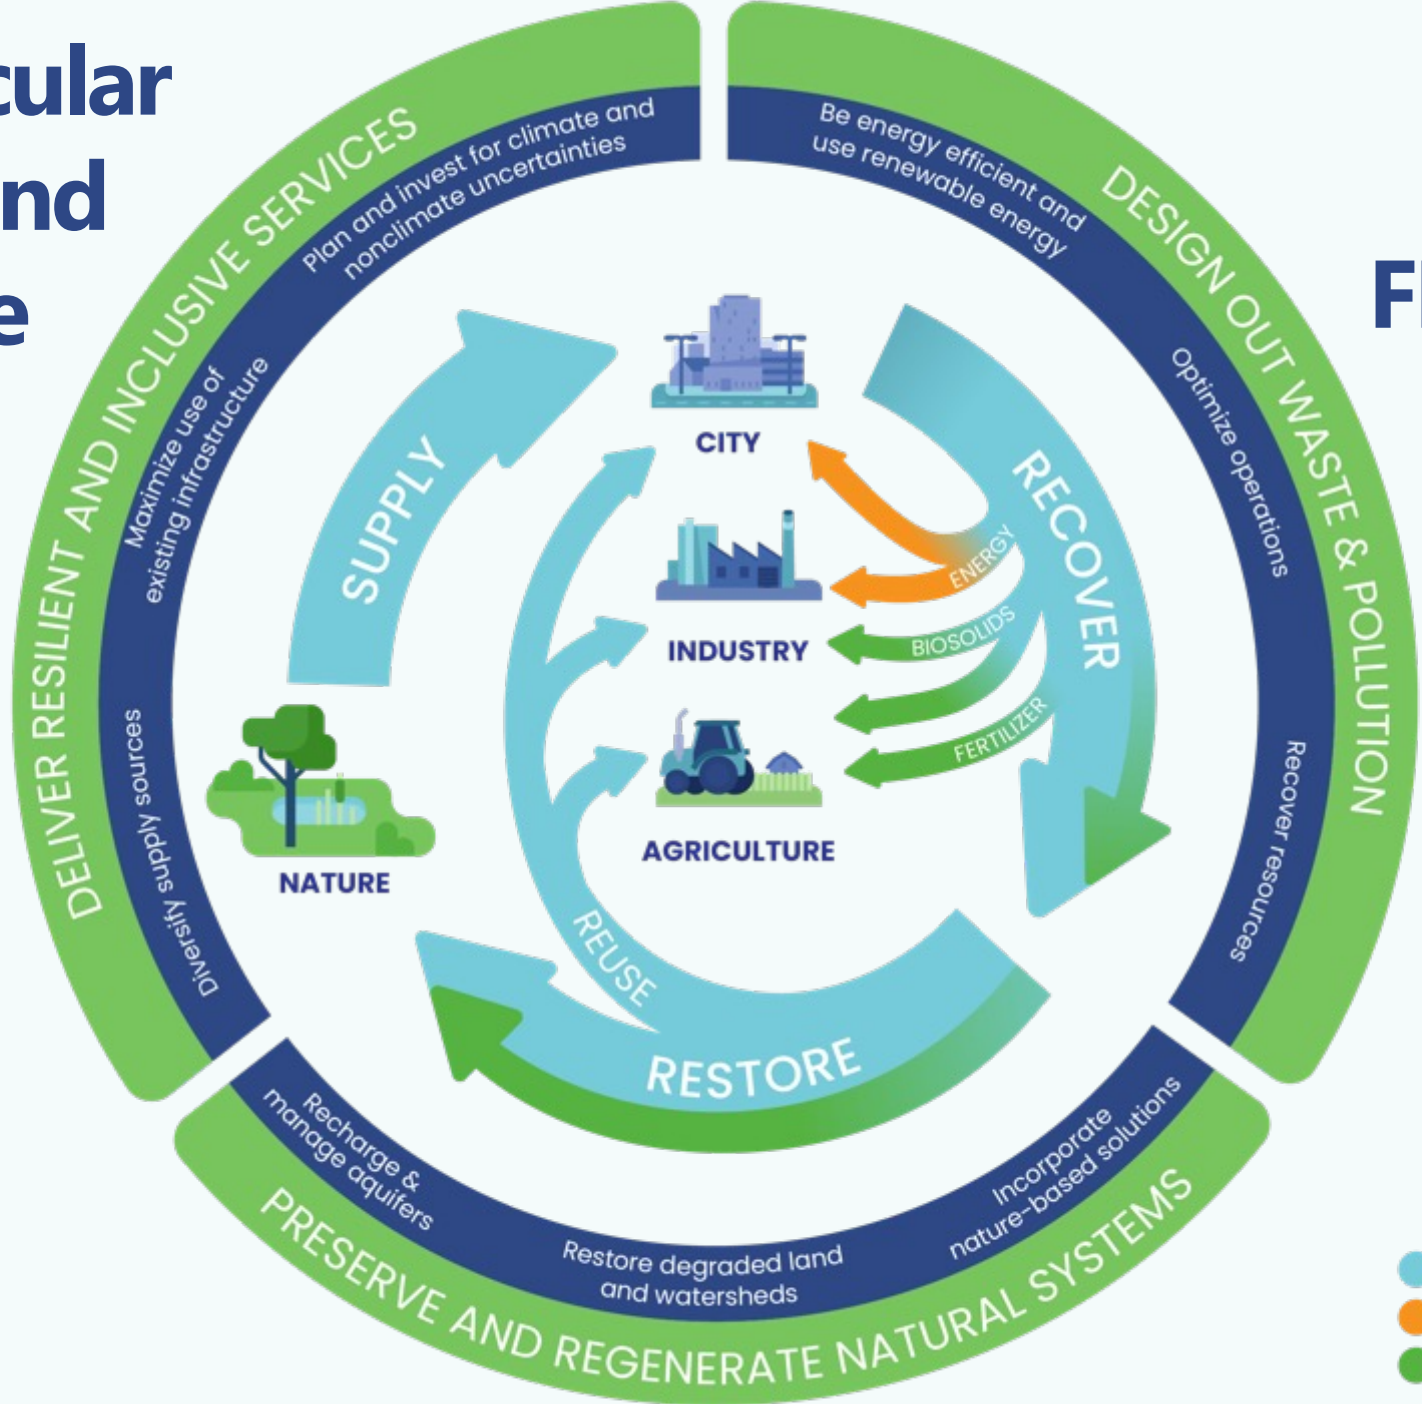 cular
nd
e
Fl
DELIVER RESILIENT AND INCLUSIVE SERVICES
Plan and invest for climate and
nonclimate uncertainties
Maximize use of
existing infrastructure
Diversify supply sources
DESIGN OUT WASTE & POLLUTION
Be energy efficient and
use renewable energy
Optimize operations
Recover resources
PRESERVE AND REGENERATE NATURAL SYSTEMS
Recharge &
manage aquifers
Restore degraded land
and watersheds
Incorporate
nature-based solutions
SUPPLY
CITY
RECOVER
ENERGY
INDUSTRY
BIOSOLIDS
FERTILIZER
AGRICULTURE
NATURE
REUSE
RESTORE